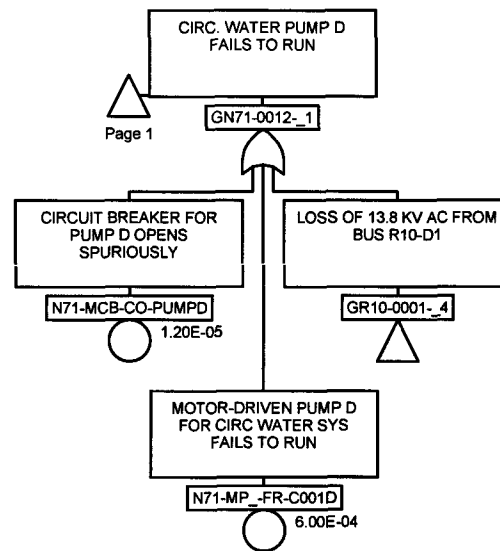 CIRC. WATER PUMP D
FAILS TO RUN
Page 1
GN71-0012-_1
CIRCUIT BREAKER FOR
PUMP D OPENS
SPURIOUSLY
N71-MCB-CO-PUMPD
1.20E-05
LOSS OF 13.8 KV AC FROM
BUS R10-D1
GR10-0001-_4
MOTOR-DRIVEN PUMP D
FOR CIRC WATER SYS
FAILS TO RUN
N71-MP_-FR-C001D
6.00E-04